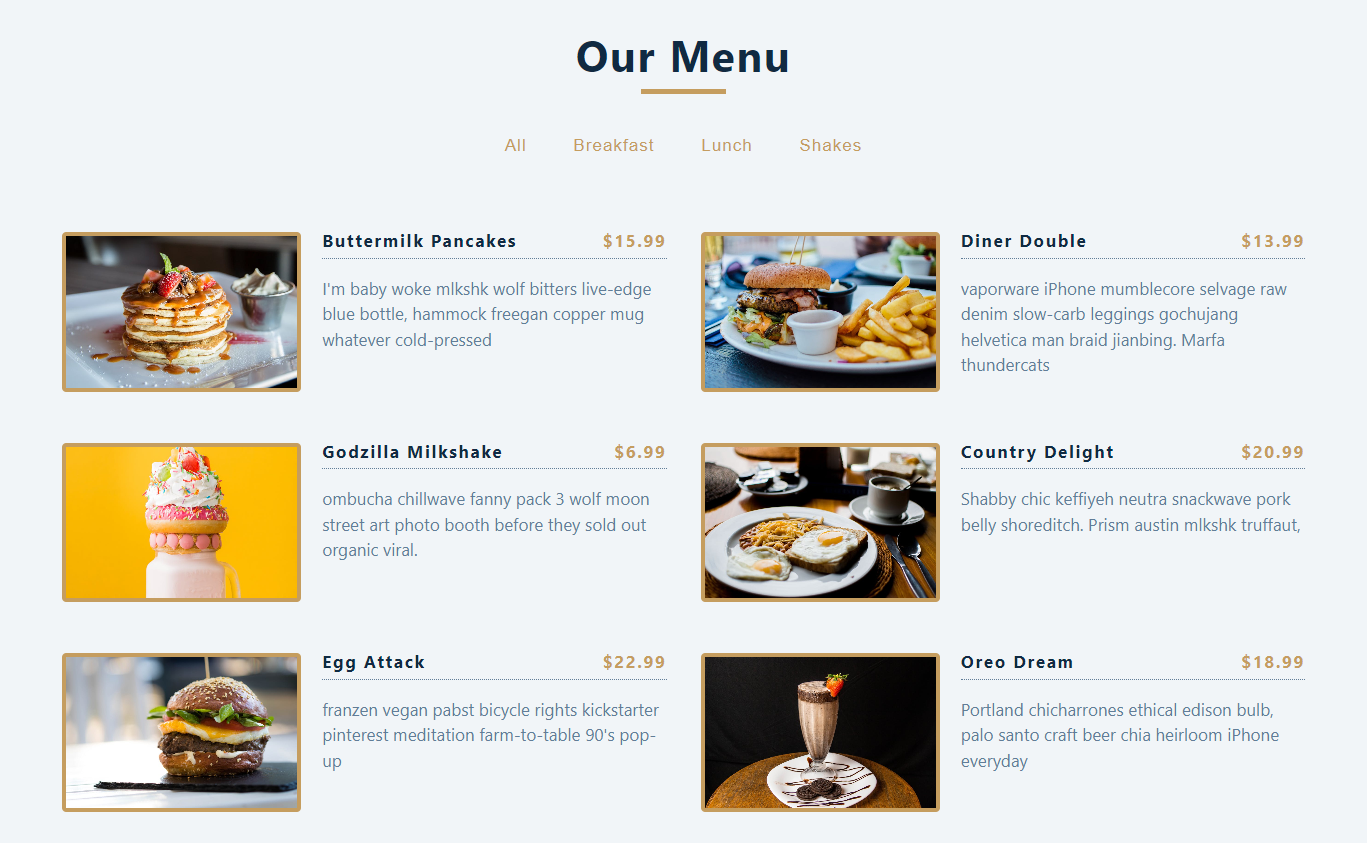 Our Menu
All Breakfast Lunch Shakes
Buttermilk Pancakes $15.99
I'm baby woke mlkshk wolf bitters live-edge
blue bottle, hammock freegan copper mug
whatever cold-pressed
Diner Double $13.99
vaporware iPhone mumblecore selvage raw
denim slow-carb leggings gochujang
helvetica man braid jianbing. Marfa
thundercats
Godzilla Milkshake $6.99
ombucha chillwave fanny pack 3 wolf moon
street art photo booth before they sold out
organic viral.
Country Delight $20.99
Shabby chic keffiyeh neutra snackwave pork
belly shoreditch. Prism austin mlkshk truffaut,
Egg Attack $22.99
franzen vegan pabst bicycle rights kickstarter
pinterest meditation farm-to-table 90's pop-
up
Oreo Dream $18.99
Portland chicharrones ethical edison bulb,
palo santo craft beer chia heirloom iPhone
everyday